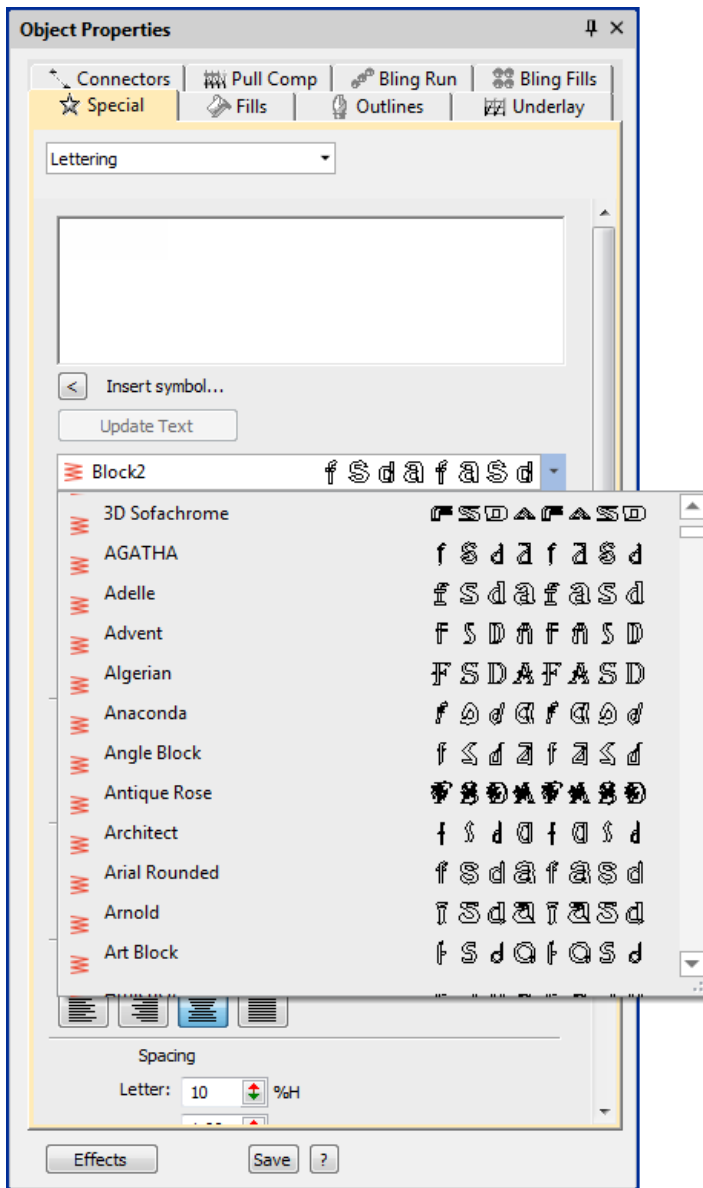 Object Properties
Connectors Pull Comp Bling Run Bling Fills
Special Fills Outlines Underlay
Lettering
< Insert symbol...
Update Text
Block2 f S d a f a S d
3D Sofachrome F S D A F A S D
AGATHA f S d a f a S d
Adelle f S d a f a S d
Advent F S D A F A S D
Algerian F S D A F A S D
Anaconda f s d a f a s d
Angle Block f s d a f a s d
Antique Rose F S D A F A S D
Architect f s d a f a s d
Arial Rounded f s d a f a s d
Arnold f s d a f a s d
Art Block f s d a f a s d
Spacing
Letter: 10 %H
Effects Save ?